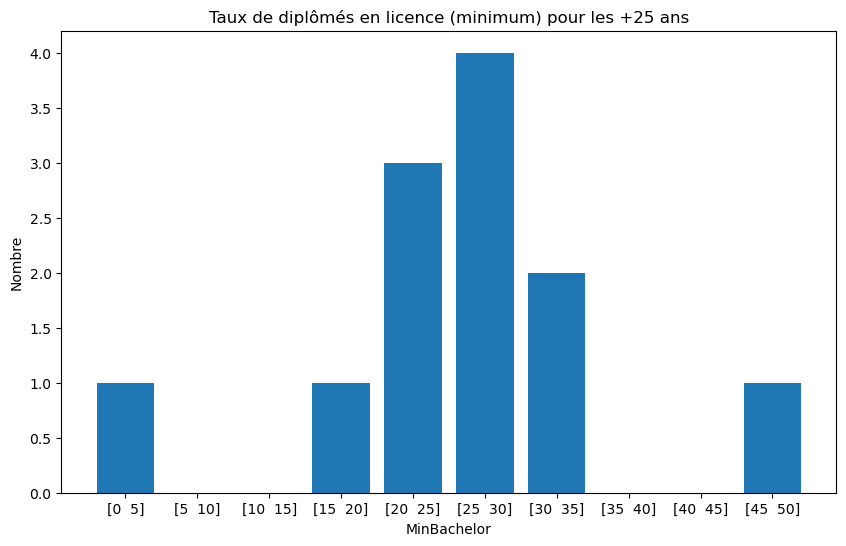 Taux de diplômés en licence (minimum) pour les +25 ans
Nombre
4.0
3.5
3.0
2.5
2.0
1.5
1.0
0.5
0.0
[0 5] [5 10] [10 15] [15 20] [20 25] [25 30] [30 35] [35 40] [40 45] [45 50]
MinBachelor